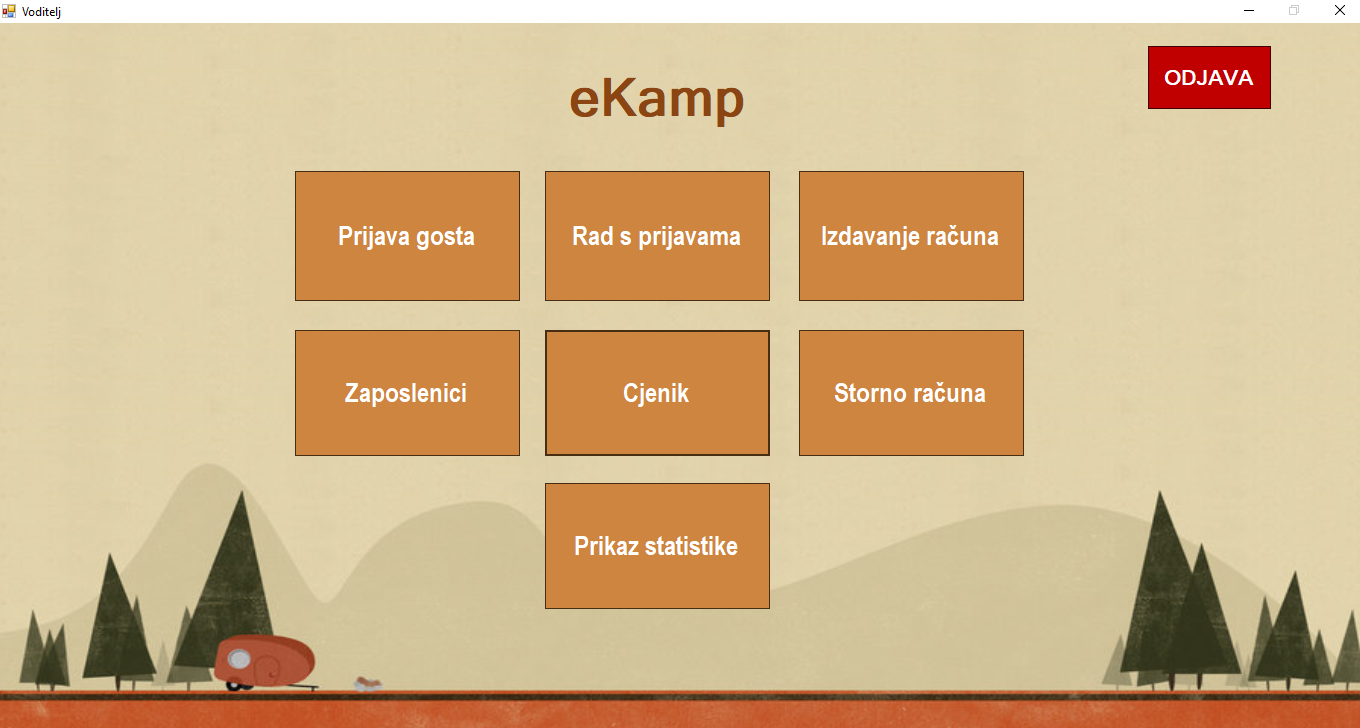 Voditelj
eKamp
ODJAVA
Prijava gosta
Rad s prijavama
Izdavanje računa
Zaposlenici
Cjenik
Storno računa
Prikaz statistike